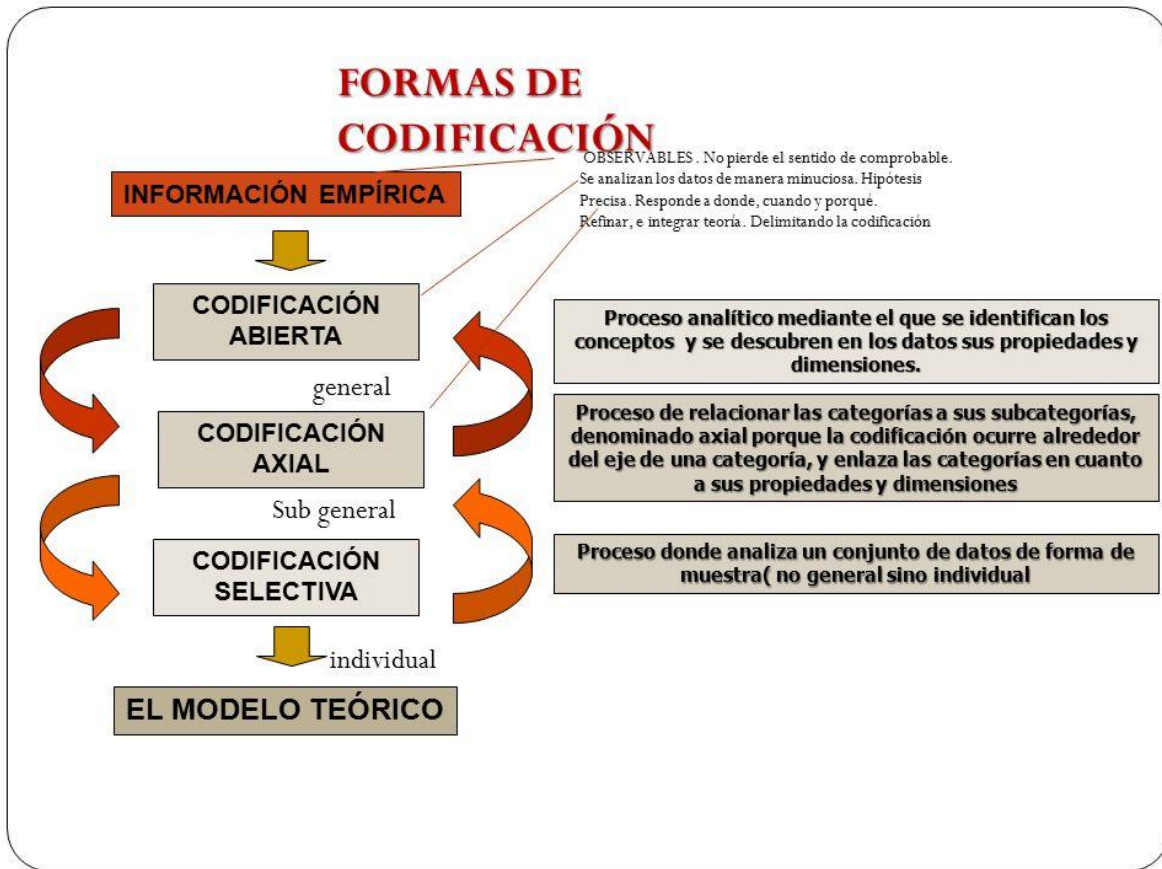 FORMAS DE
CODIFICACIÓN
OBSERVABLES . No pierde el sentido de comprobable.
Se analizan los datos de manera minuciosa. Hipótesis
Precisa. Responde a donde, cuando y porqué.
Refinar, e integrar teoría. Delimitando la codificación
INFORMACIÓN EMPÍRICA
CODIFICACIÓN
ABIERTA
general
CODIFICACIÓN
AXIAL
Sub general
CODIFICACIÓN
SELECTIVA
individual
EL MODELO TEÓRICO
Proceso analítico mediante el que se identifican los
conceptos y se descubren en los datos sus propiedades y
dimensiones.
Proceso de relacionar las categorías a sus subcategorías,
denominado axial porque la codificación ocurre alrededor
del eje de una categoría, y enlaza las categorías en cuanto
a sus propiedades y dimensiones
Proceso donde analiza un conjunto de datos de forma de
muestra( no general sino individual